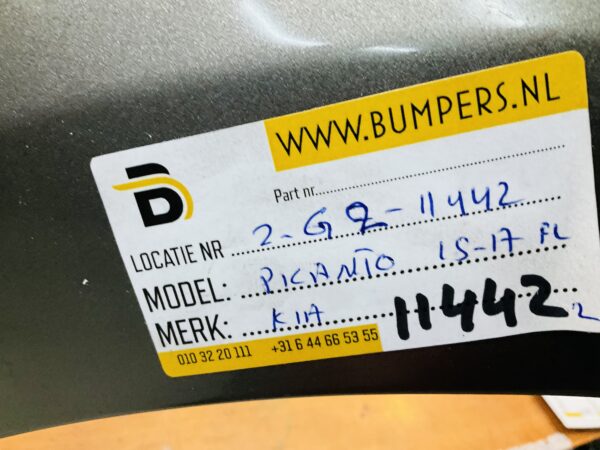 WWW.BUMPERS.NL
B
Part nr
LOCATIE NR 2-G2-11442
MODEL: PICANTO 15-17 FL
MERK: KIA 11442 2
010 32 20 111 +31 6 44 66 53 55